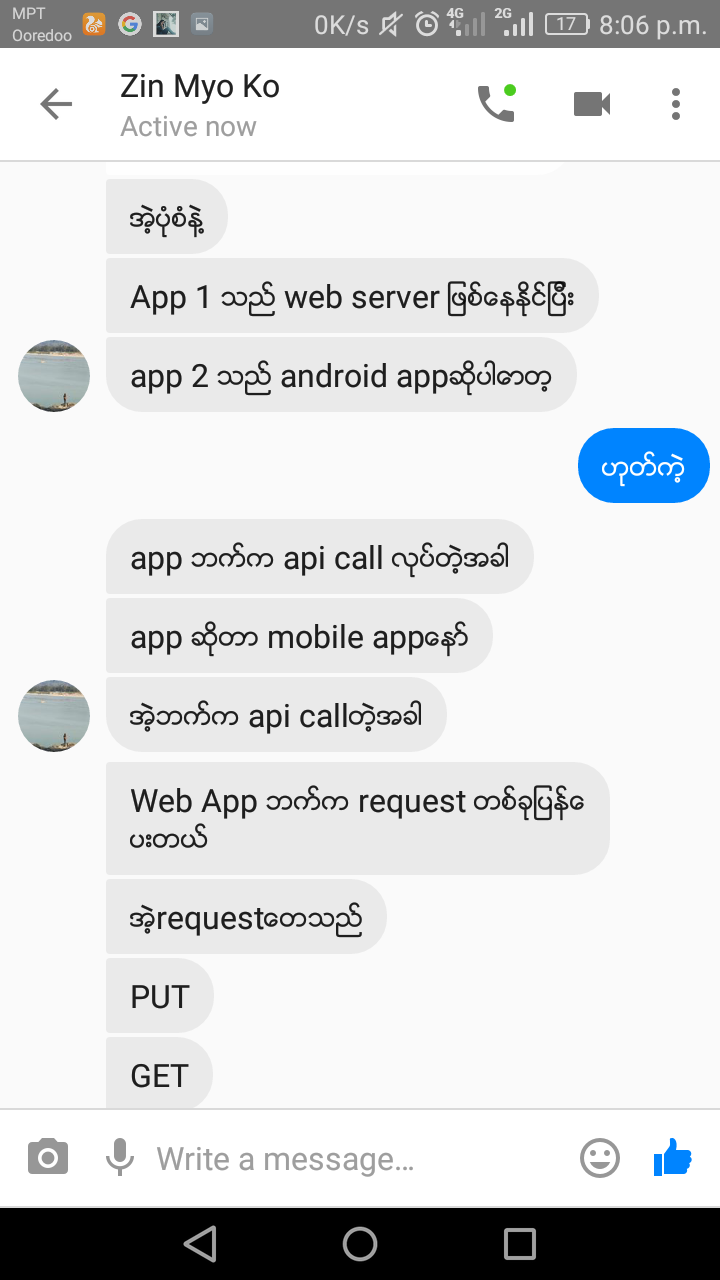 MPT
Ooredoo
0K/s
4G
2G
17
8:06 p.m.
Zin Myo Ko
Active now
အဲ့ပုံစံနဲ့
App 1 သည် web server ဖြစ်နေနိုင်ပြီး
app 2 သည် android appဆိုပါတော့
ဟုတ်ကဲ့
app ဘက်က api call လုပ်တဲ့အခါ
app ဆိုတာ mobile appနော်
အဲ့ဘက်က api callတဲ့အခါ
Web App ဘက်က request တစ်ခုပြန်ပေ
းတယ်
အဲ့requestတွေသည်
PUT
GET
Write a message...